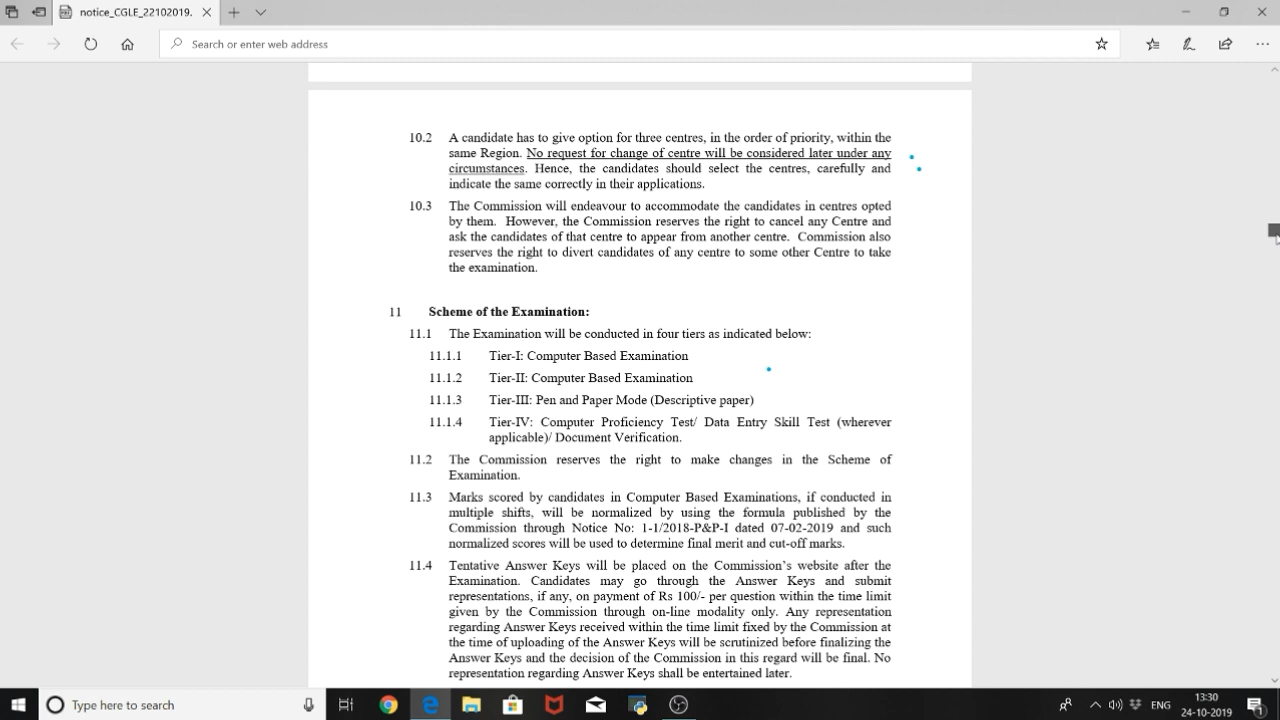 notice_CGLE_22102019.
Search or enter web address
10.2 A candidate has to give option for three centres, in the order of priority, within the
same Region. No request for change of centre will be considered later under any
circumstances. Hence, the candidates should select the centres, carefully and
indicate the same correctly in their applications.
10.3 The Commission will endeavour to accommodate the candidates in centres opted
by them. However, the Commission reserves the right to cancel any Centre and
ask the candidates of that centre to appear from another centre. Commission also
reserves the right to divert candidates of any centre to some other Centre to take
the examination.
11 Scheme of the Examination:
11.1 The Examination will be conducted in four tiers as indicated below:
11.1.1 Tier-I: Computer Based Examination
11.1.2 Tier-II: Computer Based Examination
11.1.3 Tier-III: Pen and Paper Mode (Descriptive paper)
11.1.4 Tier-IV: Computer Proficiency Test/ Data Entry Skill Test (wherever
applicable)/ Document Verification.
11.2 The Commission reserves the right to make changes in the Scheme of
Examination.
11.3 Marks scored by candidates in Computer Based Examinations, if conducted in
multiple shifts, will be normalized by using the formula published by the
Commission through Notice No: 1-1/2018-P&P-I dated 07-02-2019 and such
normalized scores will be used to determine final merit and cut-off marks.
11.4 Tentative Answer Keys will be placed on the Commission's website after the
Examination. Candidates may go through the Answer Keys and submit
representations, if any, on payment of Rs 100/- per question within the time limit
given by the Commission through on-line modality only. Any representation
regarding Answer Keys received within the time limit fixed by the Commission at
the time of uploading of the Answer Keys will be scrutinized before finalizing the
Answer Keys and the decision of the Commission in this regard will be final. No
representation regarding Answer Keys shall be entertained later.
Type here to search
ENG
13:30
24-10-2019
1